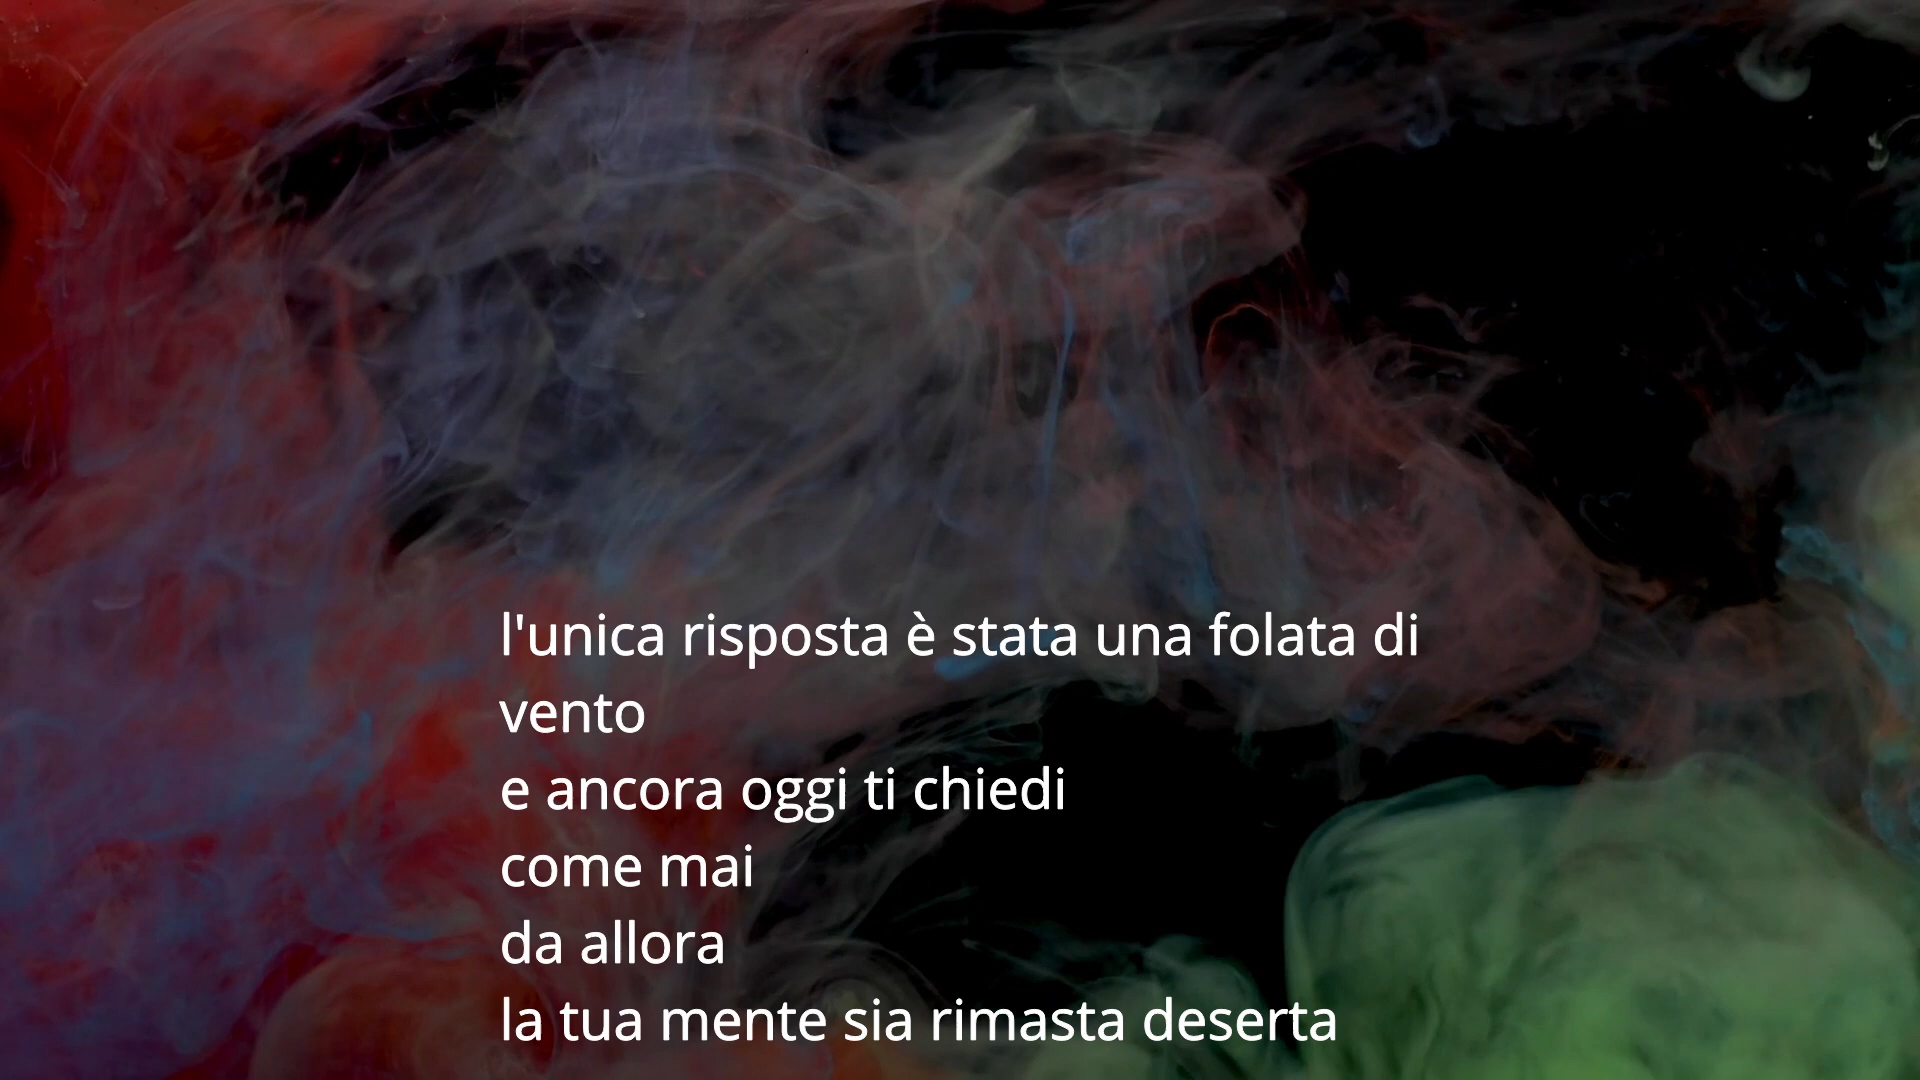 l'unica risposta è stata una folata di
vento
e ancora oggi ti chiedi
come mai
da allora
la tua mente sia rimasta deserta